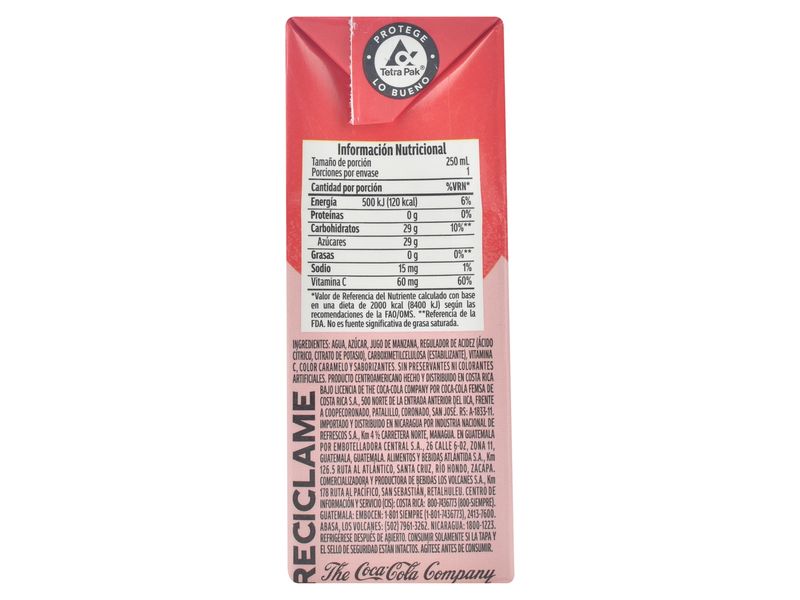 PROTEGE
Tetra Pak®
LO BUENO
Información Nutricional
Tamaño de porción 250 mL
Porciones por envase 1
Cantidad por porción %VRN*
Energía 500 kJ (120 kcal) 6%
Proteínas 0 g 0%
Carbohidratos 29 g 10%**
Azúcares 29 g
Grasas 0 g 0%**
Sodio 15 mg 1%
Vitamina C 60 mg 60%
*Valor de Referencia del Nutriente calculado con base
en una dieta de 2000 kcal (8400 kJ) según las
recomendaciones de la FAO/OMS. **Referencia de la
FDA. No es fuente significativa de grasa saturada.
INGREDIENTES: AGUA, AZÚCAR, JUGO DE MANZANA, REGULADOR DE ACIDEZ (ÁCIDO
CÍTRICO, CITRATO DE POTASIO), CARBOXIMETILCELULOSA (ESTABILIZANTE), VITAMINA
C, COLOR CARAMELO Y SABORIZANTES. SIN PRESERVANTES NI COLORANTES
ARTIFICIALES. PRODUCTO CENTROAMERICANO HECHO Y DISTRIBUIDO EN COSTA RICA
BAJO LICENCIA DE THE COCA-COLA COMPANY POR COCA-COLA FEMSA DE
COSTA RICA S.A., 500 NORTE DE LA ENTRADA ANTERIOR DEL IICA, FRENTE
A COOPECORONADO, PATALILLO, CORONADO, SAN JOSÉ. RS: A-1833-11.
IMPORTADO Y DISTRIBUIDO EN NICARAGUA POR INDUSTRIA NACIONAL DE
REFRESCOS S.A., Km 4 ½ CARRETERA NORTE, MANAGUA. EN GUATEMALA
POR EMBOTELLADORA CENTRAL S.A., 26 CALLE 6-02, ZONA 11,
GUATEMALA, GUATEMALA. ALIMENTOS Y BEBIDAS ATLÁNTIDA S.A., Km
126.5 RUTA AL ATLÁNTICO, SANTA CRUZ, RÍO HONDO, ZACAPA.
COMERCIALIZADORA Y PRODUCTORA DE BEBIDAS LOS VOLCANES S.A., Km
178 RUTA AL PACÍFICO, SAN SEBASTIÁN, RETALHULEU. CENTRO DE
INFORMACIÓN Y SERVICIO (CIS): COSTA RICA: 800-7436773 (800-SIEMPRE).
GUATEMALA: EMBOCEN: 1-801 SIEMPRE (1-801-7436773), 2413-7600.
ABASA, LOS VOLCANES: (502) 7961-3262. NICARAGUA: 1800-1223.
REFRIGÉRESE DESPUÉS DE ABIERTO. CONSUMIR SOLAMENTE SI LA TAPA Y
EL SELLO DE SEGURIDAD ESTÁN INTACTOS. AGÍTESE ANTES DE CONSUMIR.
RECICLAME
The Coca-Cola Company